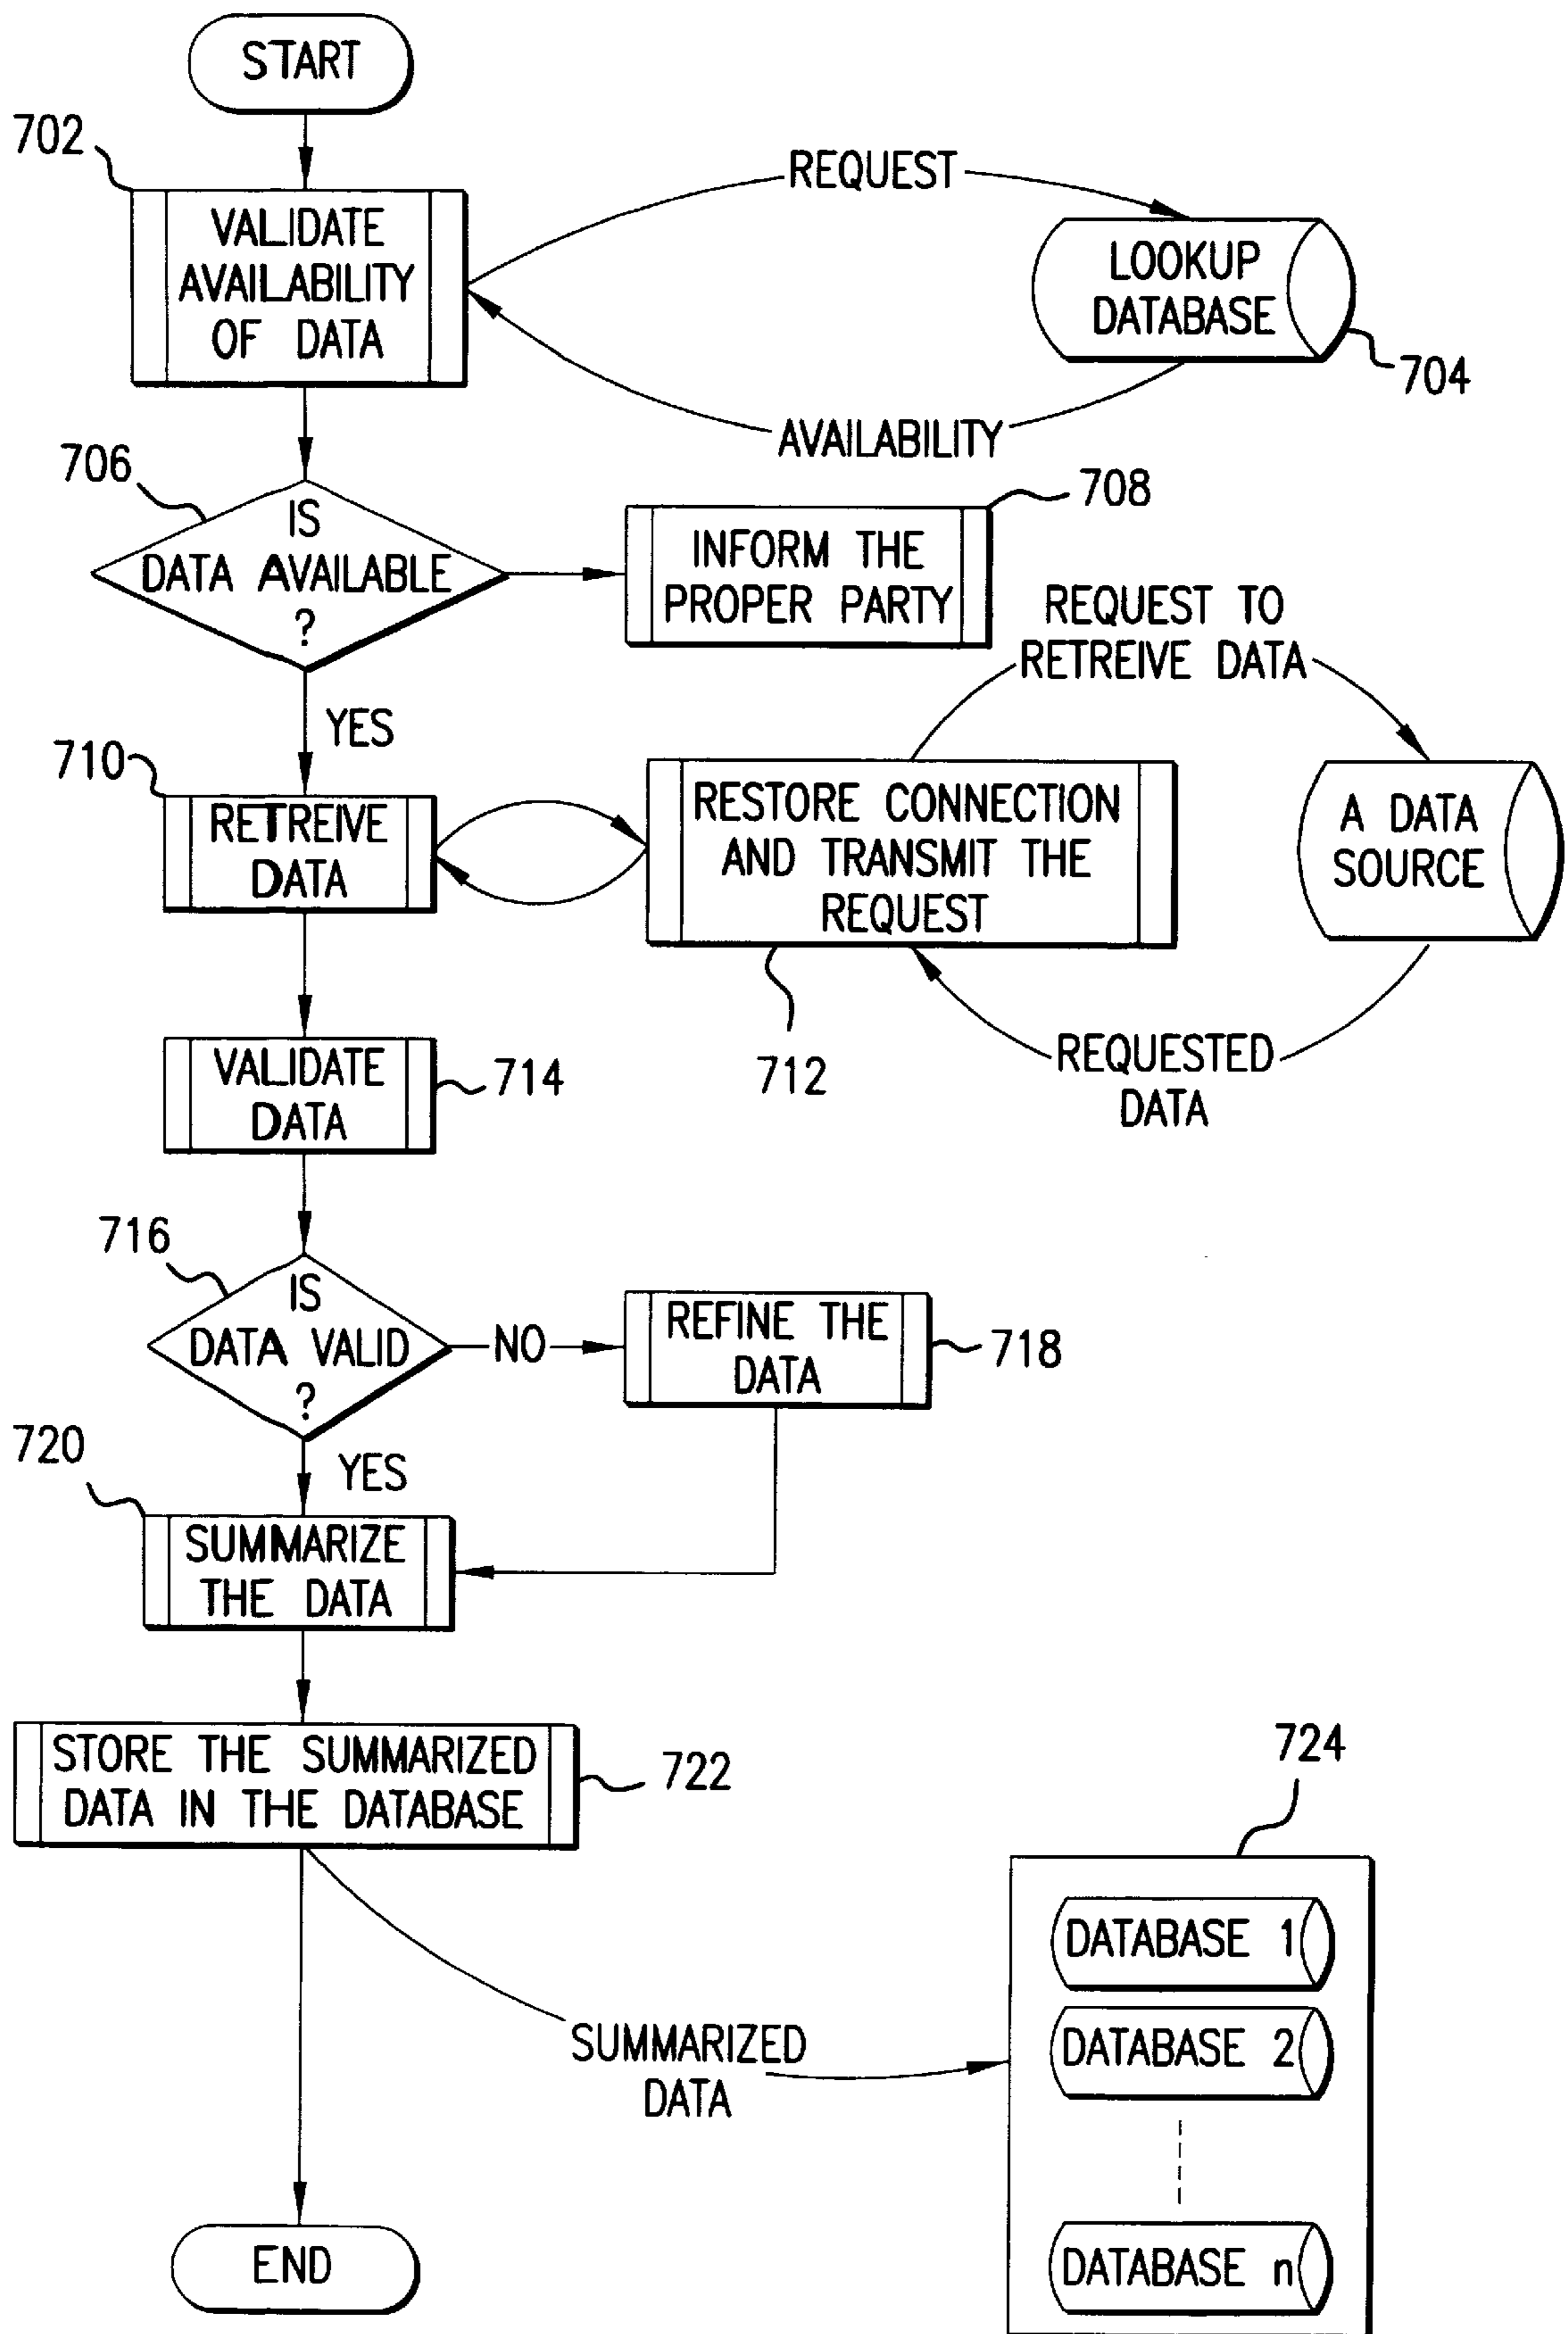 START
702
VALIDATE
AVAILABILITY
OF DATA
REQUEST
LOOKUP
DATABASE
704
AVAILABILITY
706
IS
DATA AVAILABLE
?
708
INFORM THE
PROPER PARTY
YES
REQUEST TO
RETREIVE DATA
710
RETREIVE
DATA
RESTORE CONNECTION
AND TRANSMIT THE
REQUEST
A DATA
SOURCE
712
REQUESTED
DATA
VALIDATE
DATA
714
716
IS
DATA VALID
?
NO
REFINE THE
DATA
718
YES
720
SUMMARIZE
THE DATA
STORE THE SUMMARIZED
DATA IN THE DATABASE
722
724
SUMMARIZED
DATA
DATABASE 1
DATABASE 2
DATABASE n
END